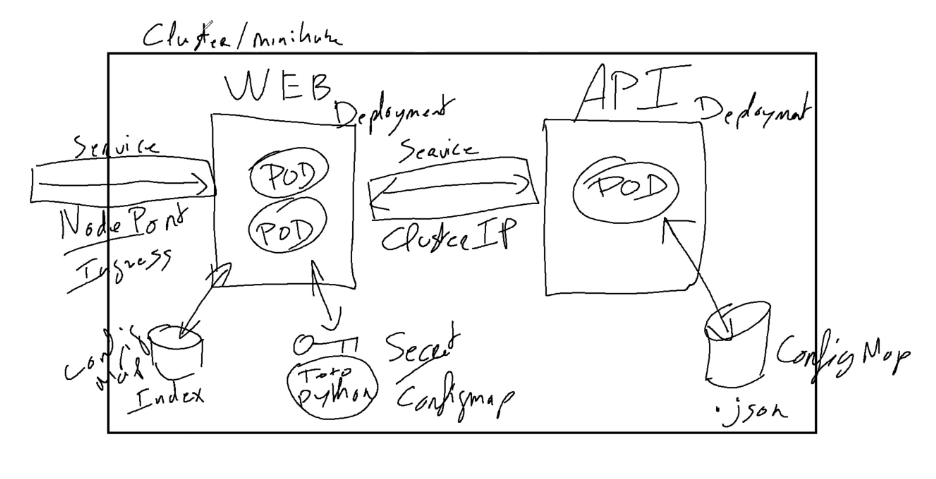 Cluster/minikube
WEB
Deployment
API
Deployment
Service
NodePort
Ingress
POD
POD
Service
ClusterIP
POD
Config
Map
Index
Secret
Configmap
Toto
python
ConfigMap
.json